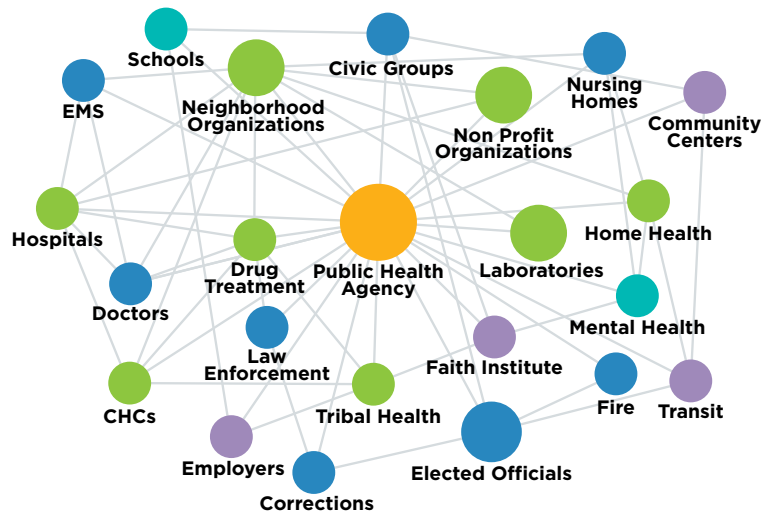 Schools
Civic Groups
EMS
Neighborhood
Organizations
Nursing
Homes
Non Profit
Organizations
Community
Centers
Hospitals
Drug
Treatment
Public Health
Agency
Laboratories
Home Health
Doctors
Law
Enforcement
Mental Health
Faith Institute
CHCs
Tribal Health
Fire
Transit
Employers
Elected Officials
Corrections